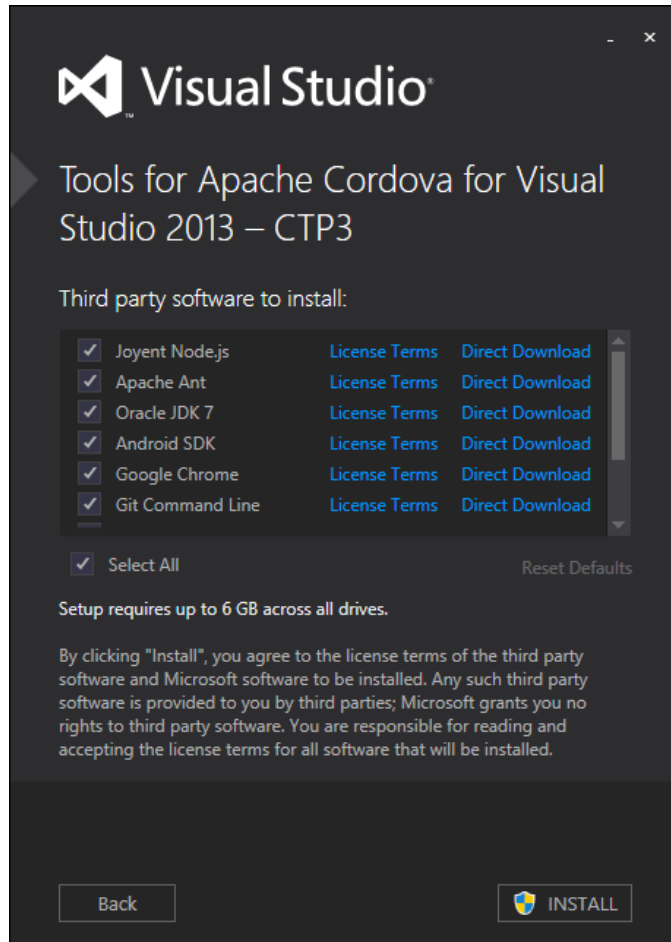 Visual Studio®
™
Tools for Apache Cordova for Visual
Studio 2013 – CTP3
Third party software to install:
Joyent Node.js License Terms Direct Download
Apache Ant License Terms Direct Download
Oracle JDK 7 License Terms Direct Download
Android SDK License Terms Direct Download
Google Chrome License Terms Direct Download
Git Command Line License Terms Direct Download
Select All Reset Defaults
Setup requires up to 6 GB across all drives.
By clicking "Install", you agree to the license terms of the third party
software and Microsoft software to be installed. Any such third party
software is provided to you by third parties; Microsoft grants you no
rights to third party software. You are responsible for reading and
accepting the license terms for all software that will be installed.
Back INSTALL